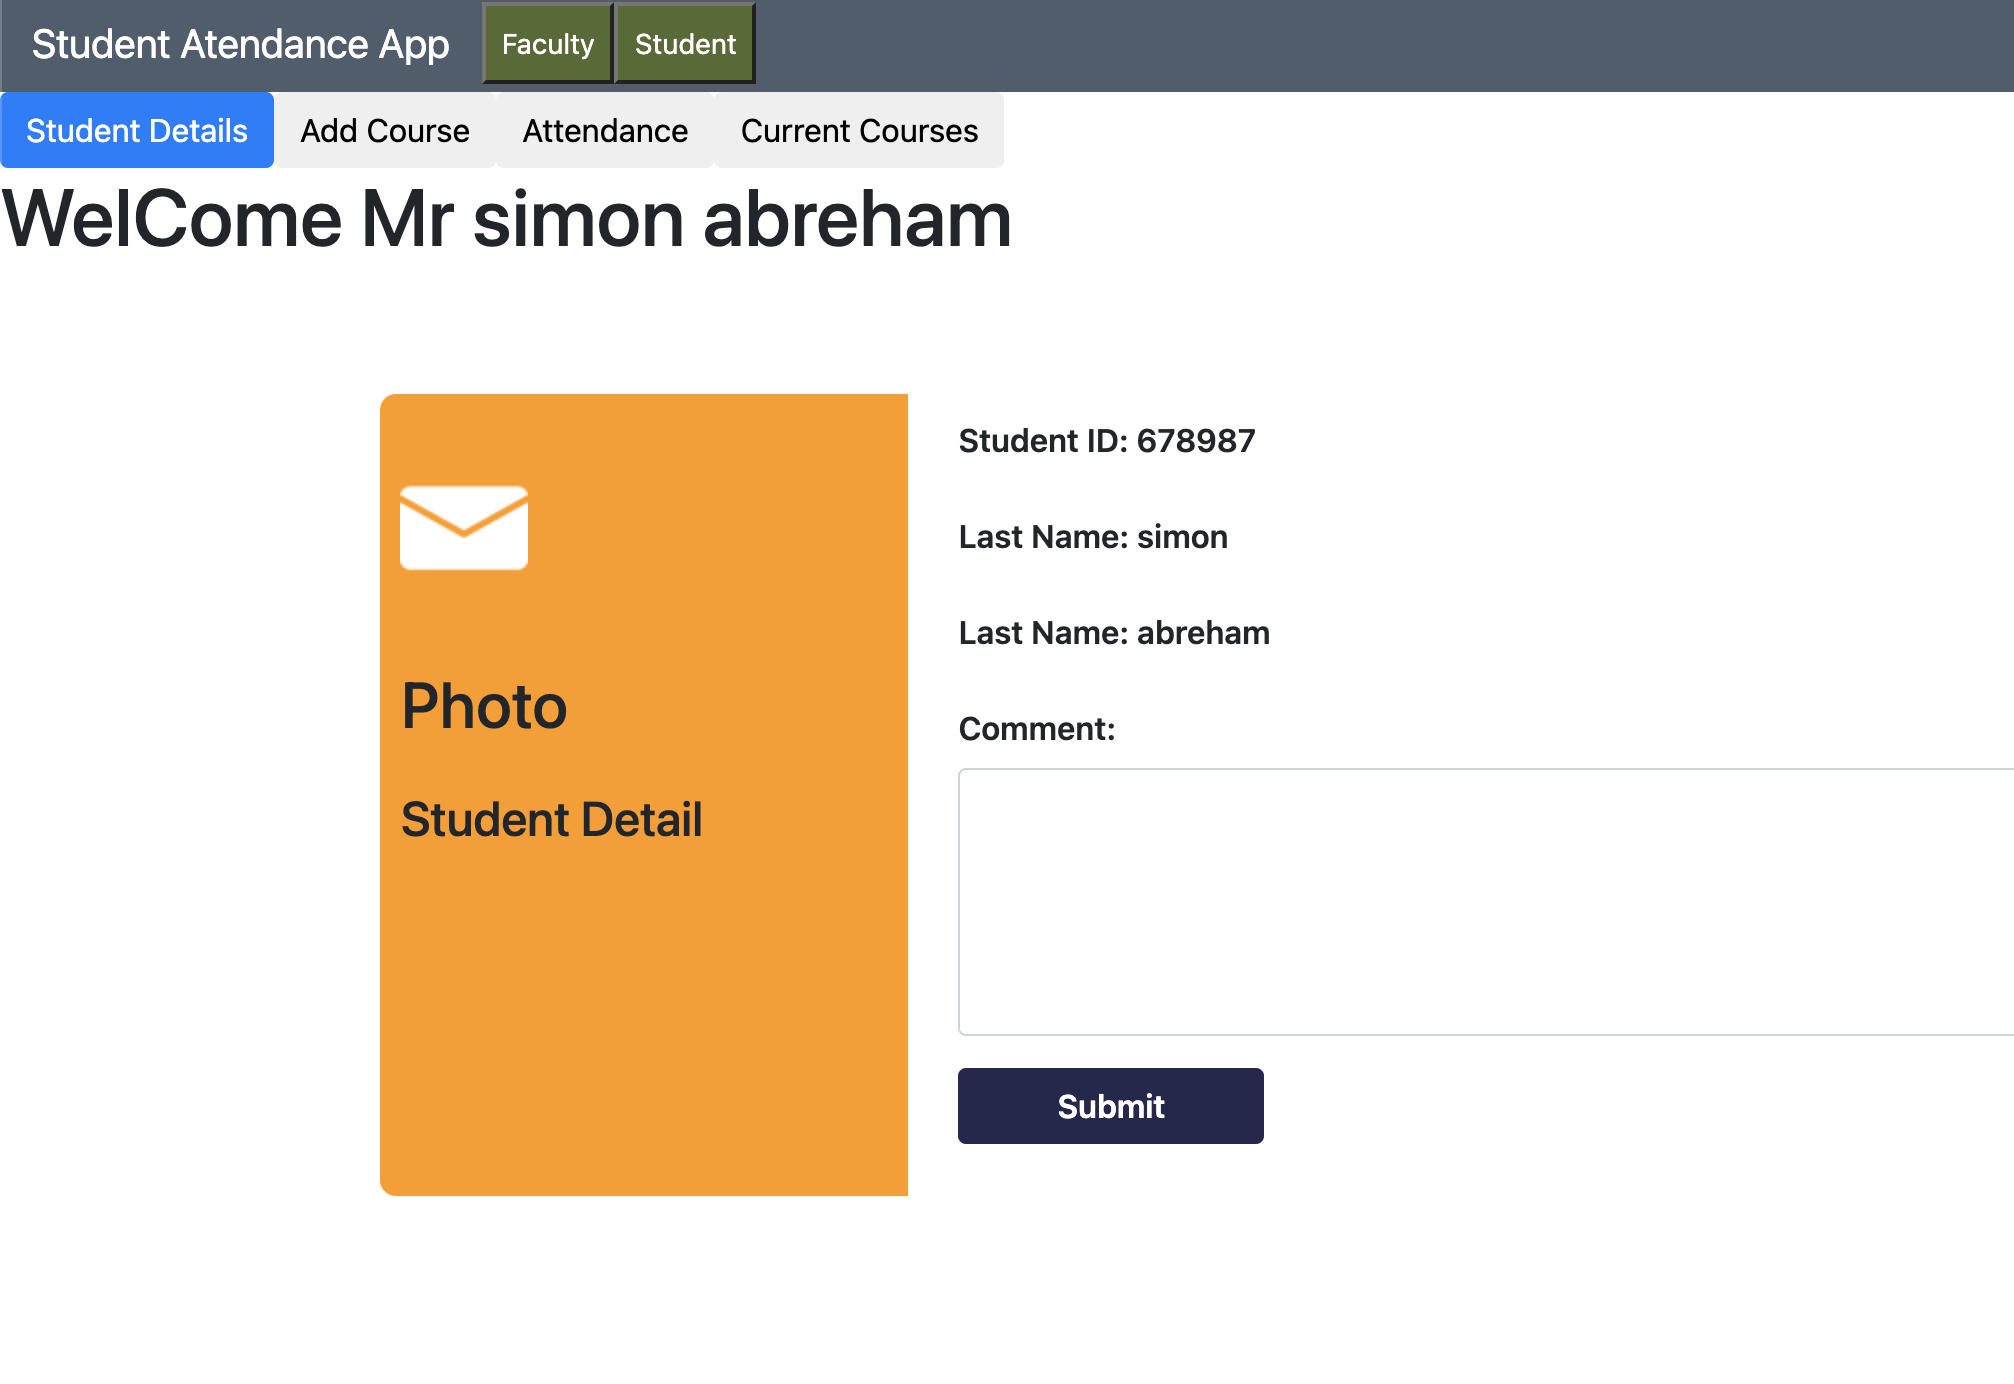 Student Atendance App Faculty Student
Student Details Add Course Attendance Current Courses
WelCome Mr simon abreham
Photo
Student Detail
Student ID: 678987
Last Name: simon
Last Name: abreham
Comment:
Submit